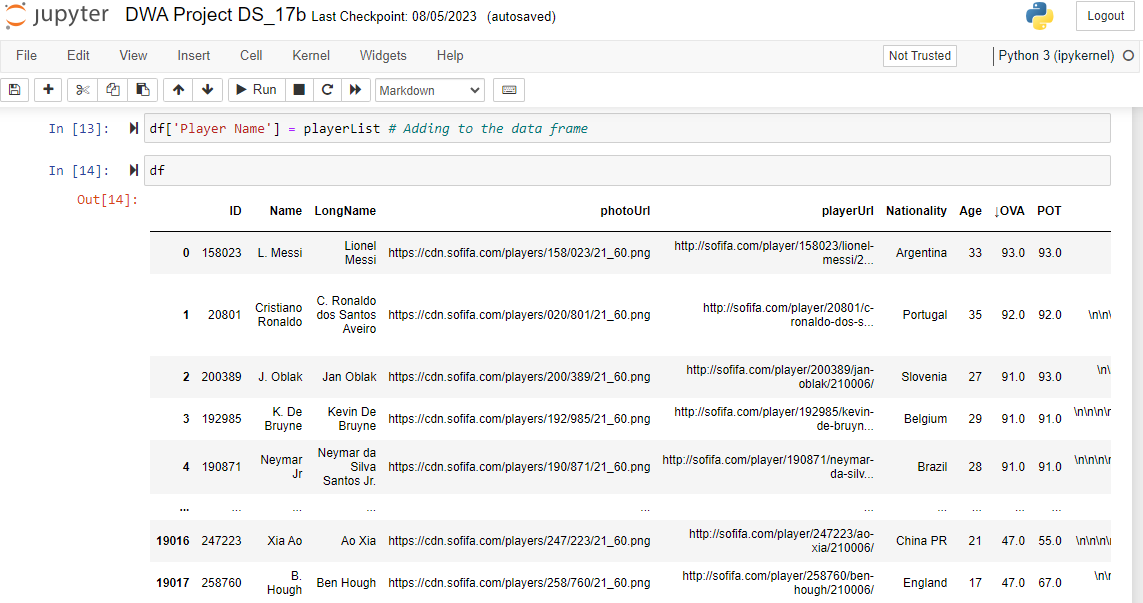 jupyter DWA Project DS_17b Last Checkpoint: 08/05/2023 (autosaved)
Logout
File Edit View Insert Cell Kernel Widgets Help
Not Trusted
Python 3 (ipykernel)
Run
Markdown
In [13]: df['Player Name'] = playerList # Adding to the data frame
In [14]: df
Out[14]:
ID Name LongName photoUrl playerUrl Nationality Age ↓OVA POT
0 158023 L. Messi Lionel Messi https://cdn.sofifa.com/players/158/023/21_60.png http://sofifa.com/player/158023/lionel-messi/2... Argentina 33 93.0 93.0
1 20801 Cristiano Ronaldo C. Ronaldo dos Santos Aveiro https://cdn.sofifa.com/players/020/801/21_60.png http://sofifa.com/player/20801/c-ronaldo-dos-s... Portugal 35 92.0 92.0 \n\n\
2 200389 J. Oblak Jan Oblak https://cdn.sofifa.com/players/200/389/21_60.png http://sofifa.com/player/200389/jan-oblak/210006/ Slovenia 27 91.0 93.0 \n\
3 192985 K. De Bruyne Kevin De Bruyne https://cdn.sofifa.com/players/192/985/21_60.png http://sofifa.com/player/192985/kevin-de-bruyn... Belgium 29 91.0 91.0 \n\n\n\n
4 190871 Neymar Jr Neymar da Silva Santos Jr. https://cdn.sofifa.com/players/190/871/21_60.png http://sofifa.com/player/190871/neymar-da-silv... Brazil 28 91.0 91.0 \n\n\n\n
... ... ... ... ... ... ... ... ... ...
19016 247223 Xia Ao Ao Xia https://cdn.sofifa.com/players/247/223/21_60.png http://sofifa.com/player/247223/ao-xia/210006/ China PR 21 47.0 55.0 \n\n\n\
19017 258760 B. Hough Ben Hough https://cdn.sofifa.com/players/258/760/21_60.png http://sofifa.com/player/258760/ben-hough/210006/ England 17 47.0 67.0 \n